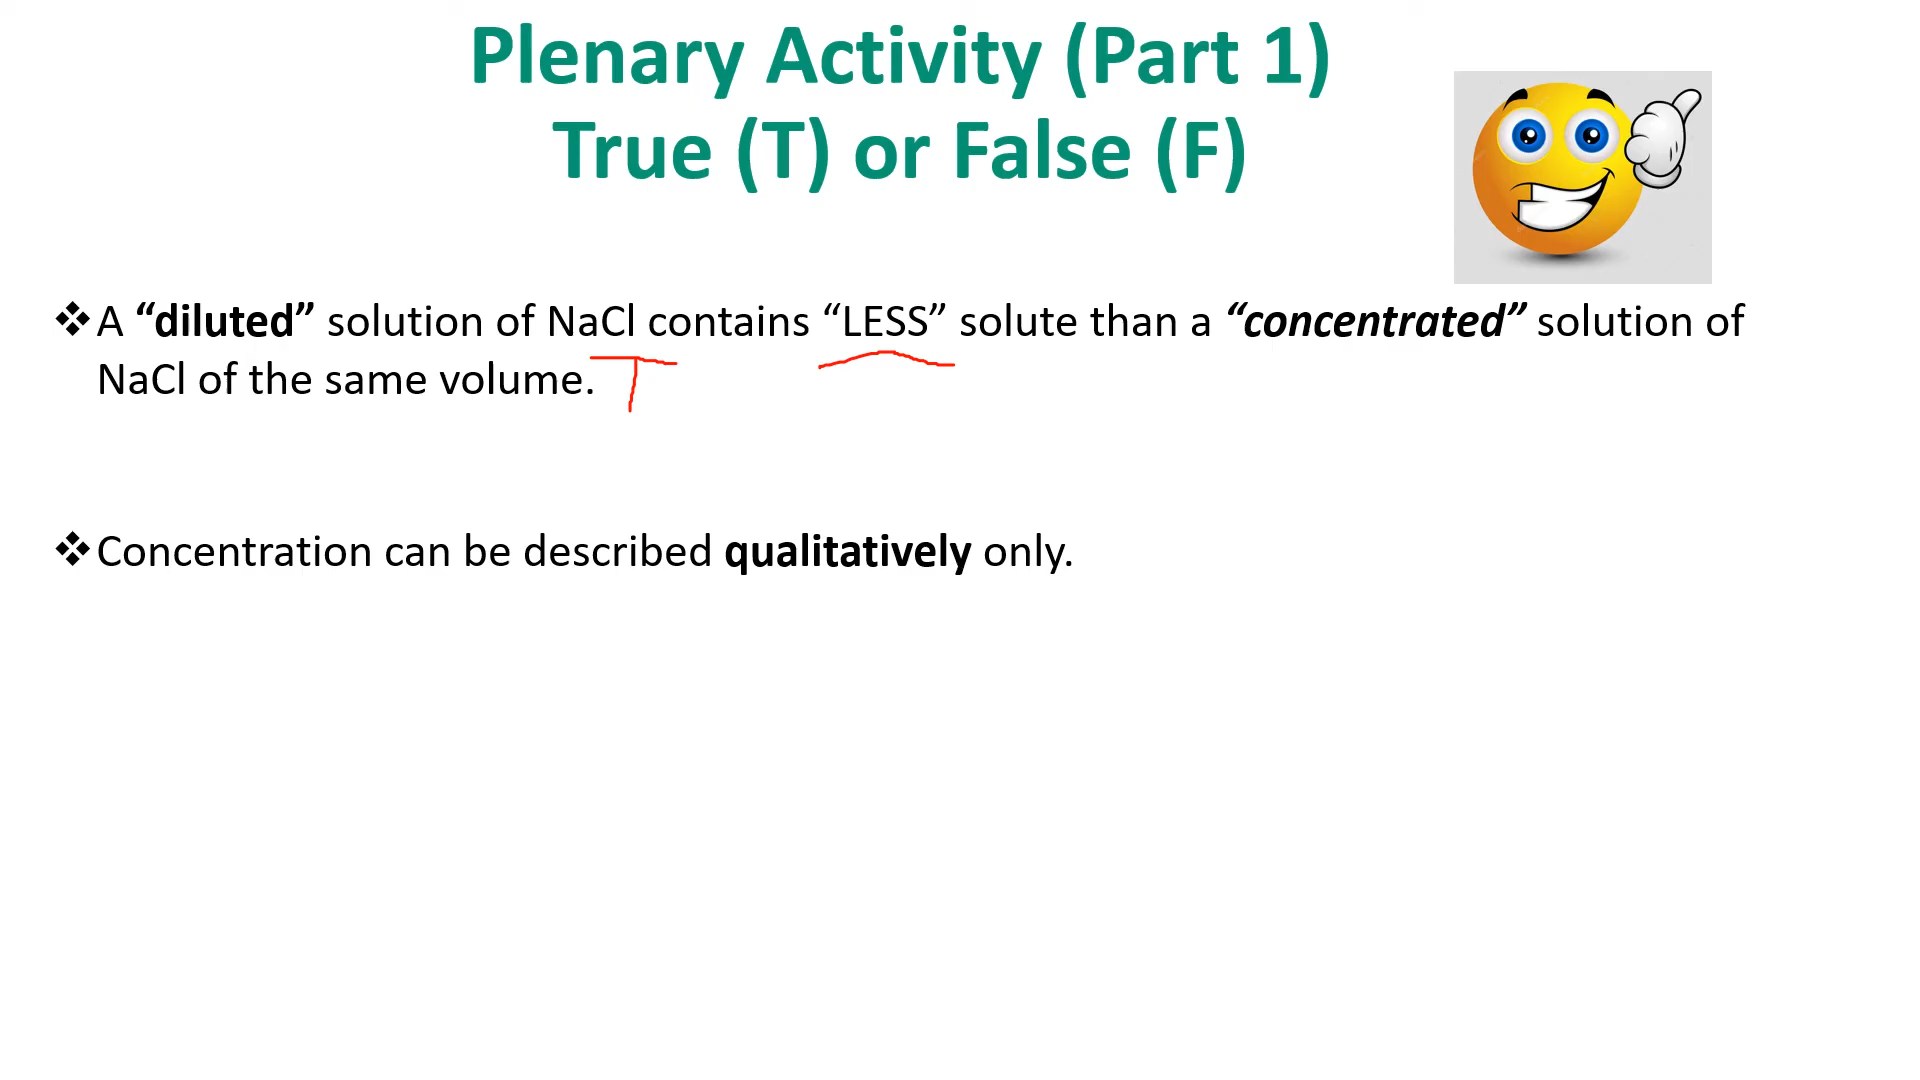 Plenary Activity (Part 1)
True (T) or False (F)
❖A “diluted” solution of NaCl contains “LESS” solute than a “concentrated” solution of
NaCl of the same volume. T
❖Concentration can be described qualitatively only.